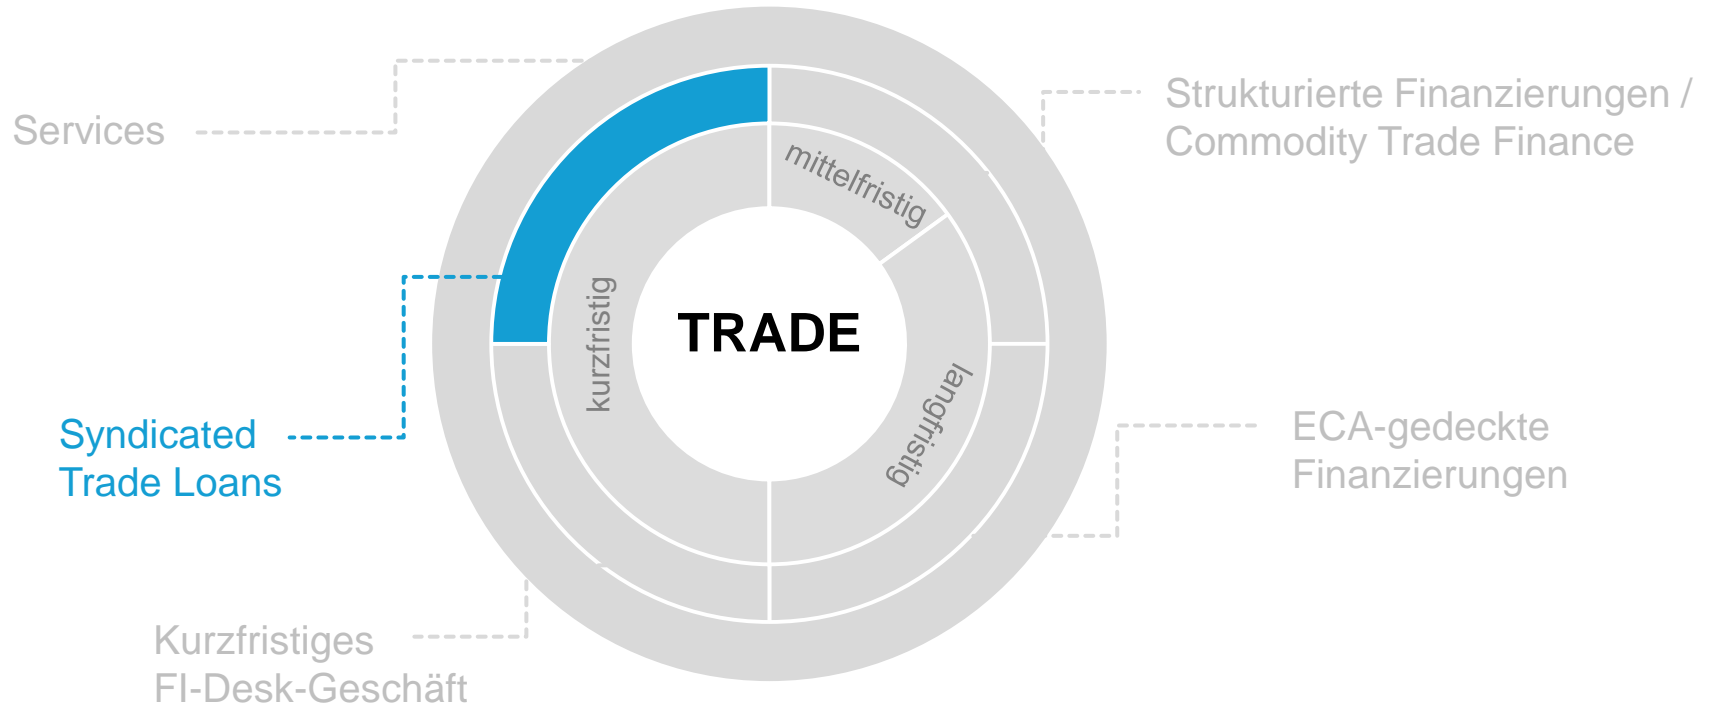 Services
Strukturierte Finanzierungen /
Commodity Trade Finance
mittelfristig
kurzfristig
TRADE
langfristig
Syndicated
Trade Loans
ECA-gedeckte
Finanzierungen
Kurzfristiges
FI-Desk-Geschäft